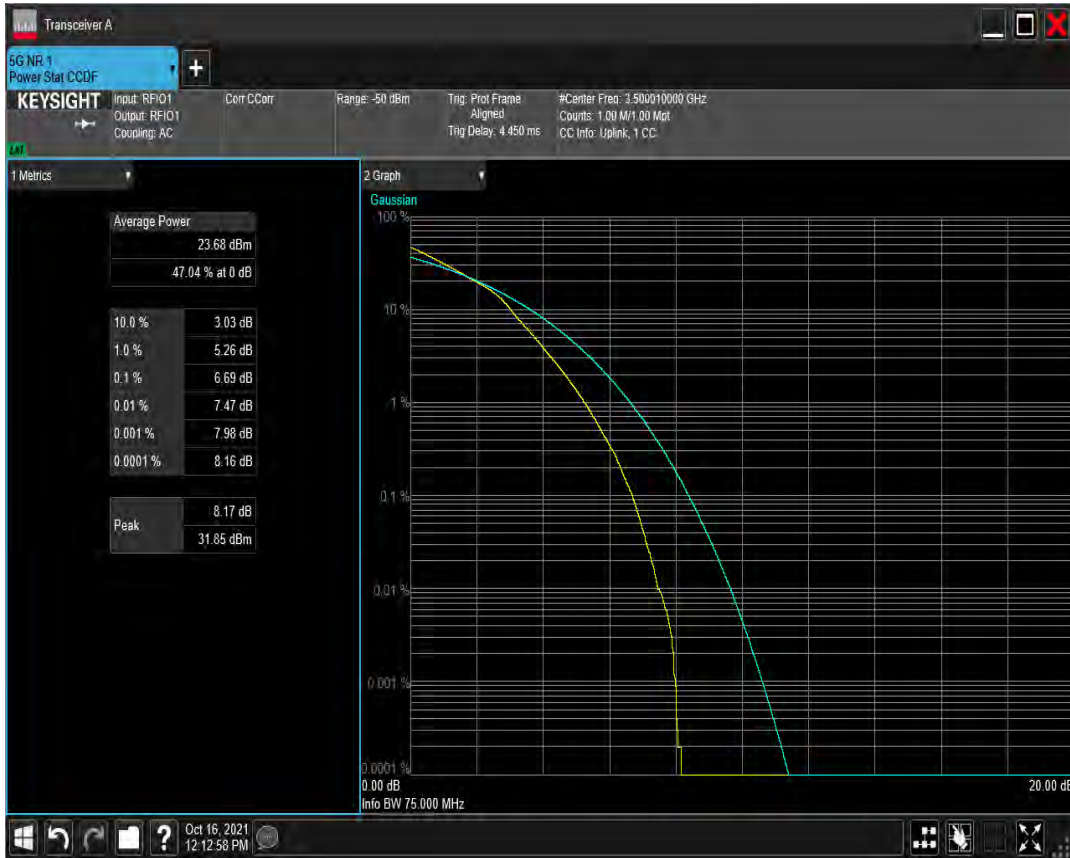 Transceiver A
5G NR 1
Power Stat CCDF
+
KEYSIGHT
Input: RFIO1
Output: RFIO1
Coupling: AC
Corr CCorr
Range: -50 dBm
Trig: Prot Frame
Aligned
Trig Delay: 4.450 ms
#Center Freq: 3.500010000 GHz
Counts: 1.00 M/1.00 Mpt
CC Info: Uplink, 1 CC
1 Metrics
Average Power
23.68 dBm
47.04 % at 0 dB
10.0 % 3.03 dB
1.0 % 5.26 dB
0.1 % 6.69 dB
0.01 % 7.47 dB
0.001 % 7.98 dB
0.0001 % 8.16 dB
Peak 8.17 dB
31.85 dBm
2 Graph
Gaussian
100 %
10 %
1 %
0.1 %
0.01 %
0.001 %
0.0001 %
0.00 dB 20.00 dB
Info BW 75.000 MHz
?
Oct 16, 2021
12:12:58 PM